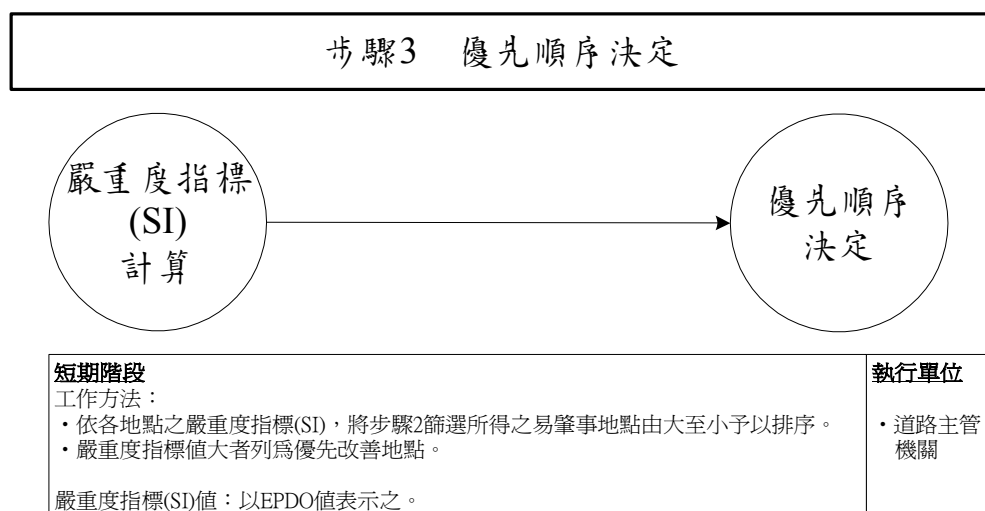 步驟3　優先順序決定
嚴重度指標
(SI)
計算
優先順序
決定
短期階段
工作方法：
・依各地點之嚴重度指標(SI)，將步驟2篩選所得之易肇事地點由大至小予以排序。
・嚴重度指標值大者列為優先改善地點。
嚴重度指標(SI)值：以EPDO值表示之。
執行單位
・道路主管
機關